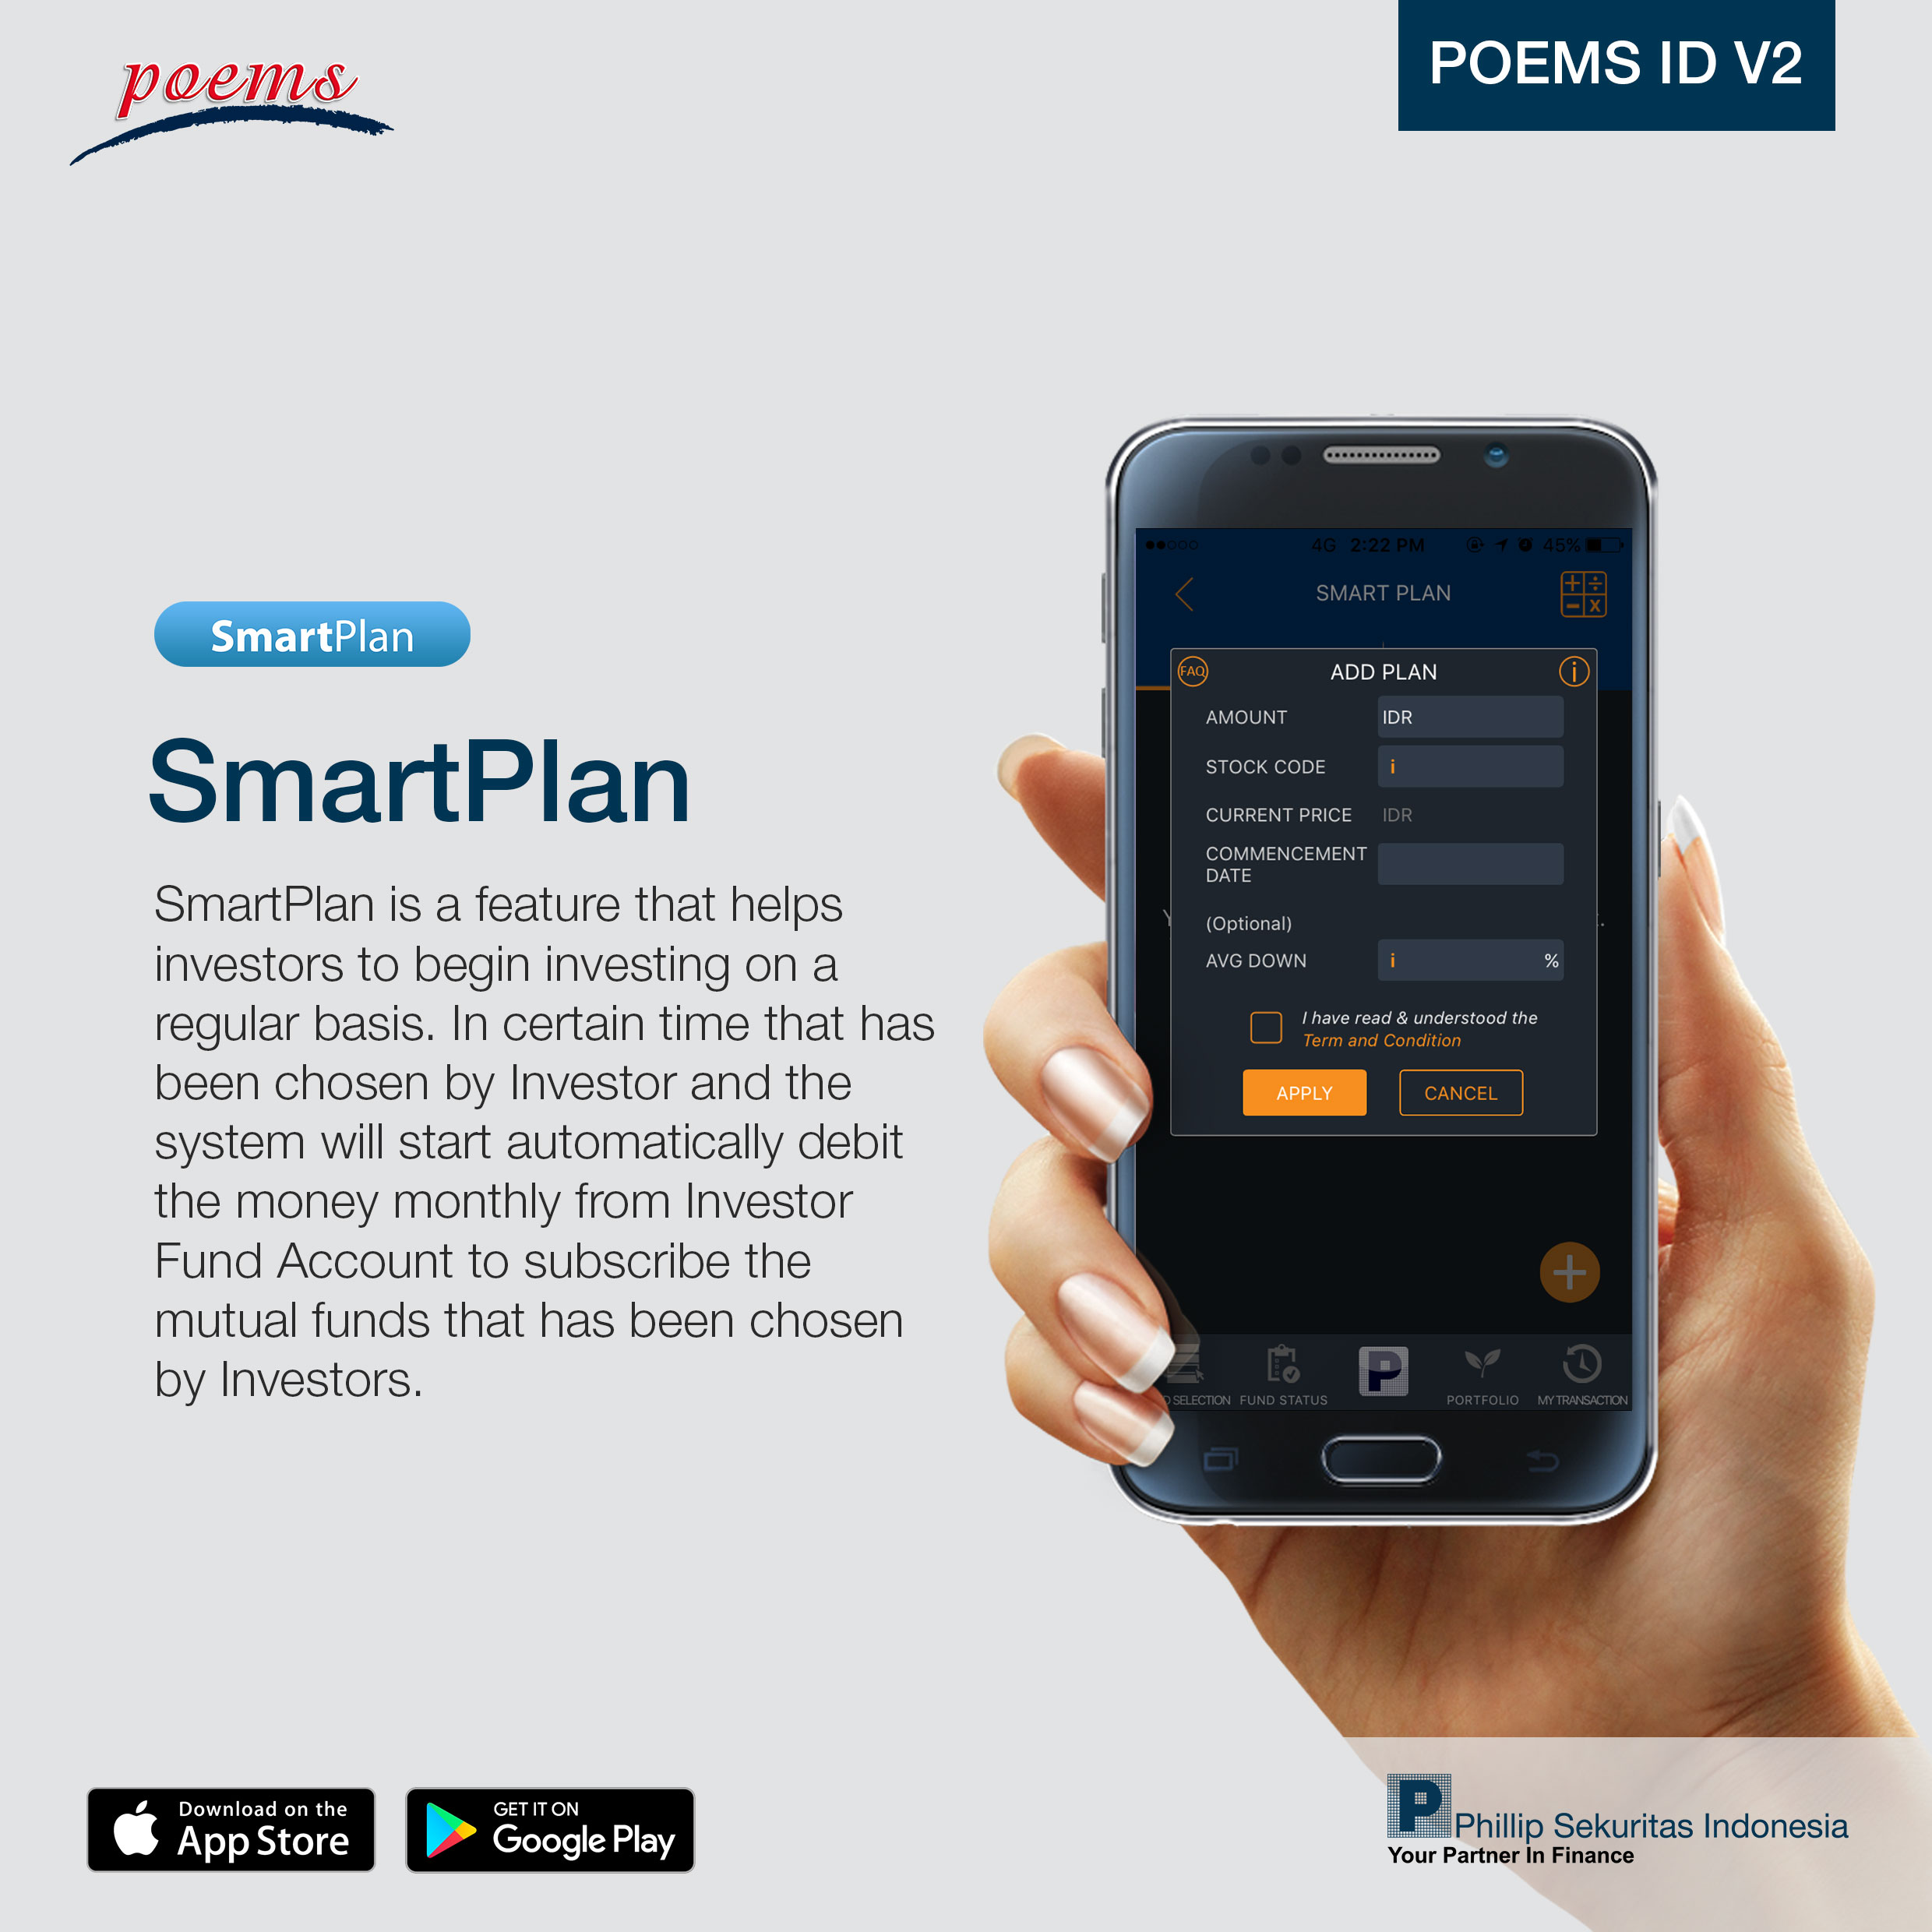 poems
POEMS ID V2
SmartPlan
SmartPlan
SmartPlan is a feature that helps
investors to begin investing on a
regular basis. In certain time that has
been chosen by Investor and the
system will start automatically debit
the money monthly from Investor
Fund Account to subscribe the
mutual funds that has been chosen
by Investors.
4G 2:22 PM 45%
SMART PLAN
FAQ ADD PLAN i
AMOUNT IDR
STOCK CODE i
CURRENT PRICE IDR
COMMENCEMENT
DATE
(Optional)
AVG DOWN i %
I have read & understood the
Term and Condition
APPLY CANCEL
SELECTION FUND STATUS P PORTFOLIO MY TRANSACTION
Download on the
App Store
GET IT ON
Google Play
P Phillip Sekuritas Indonesia
Your Partner In Finance